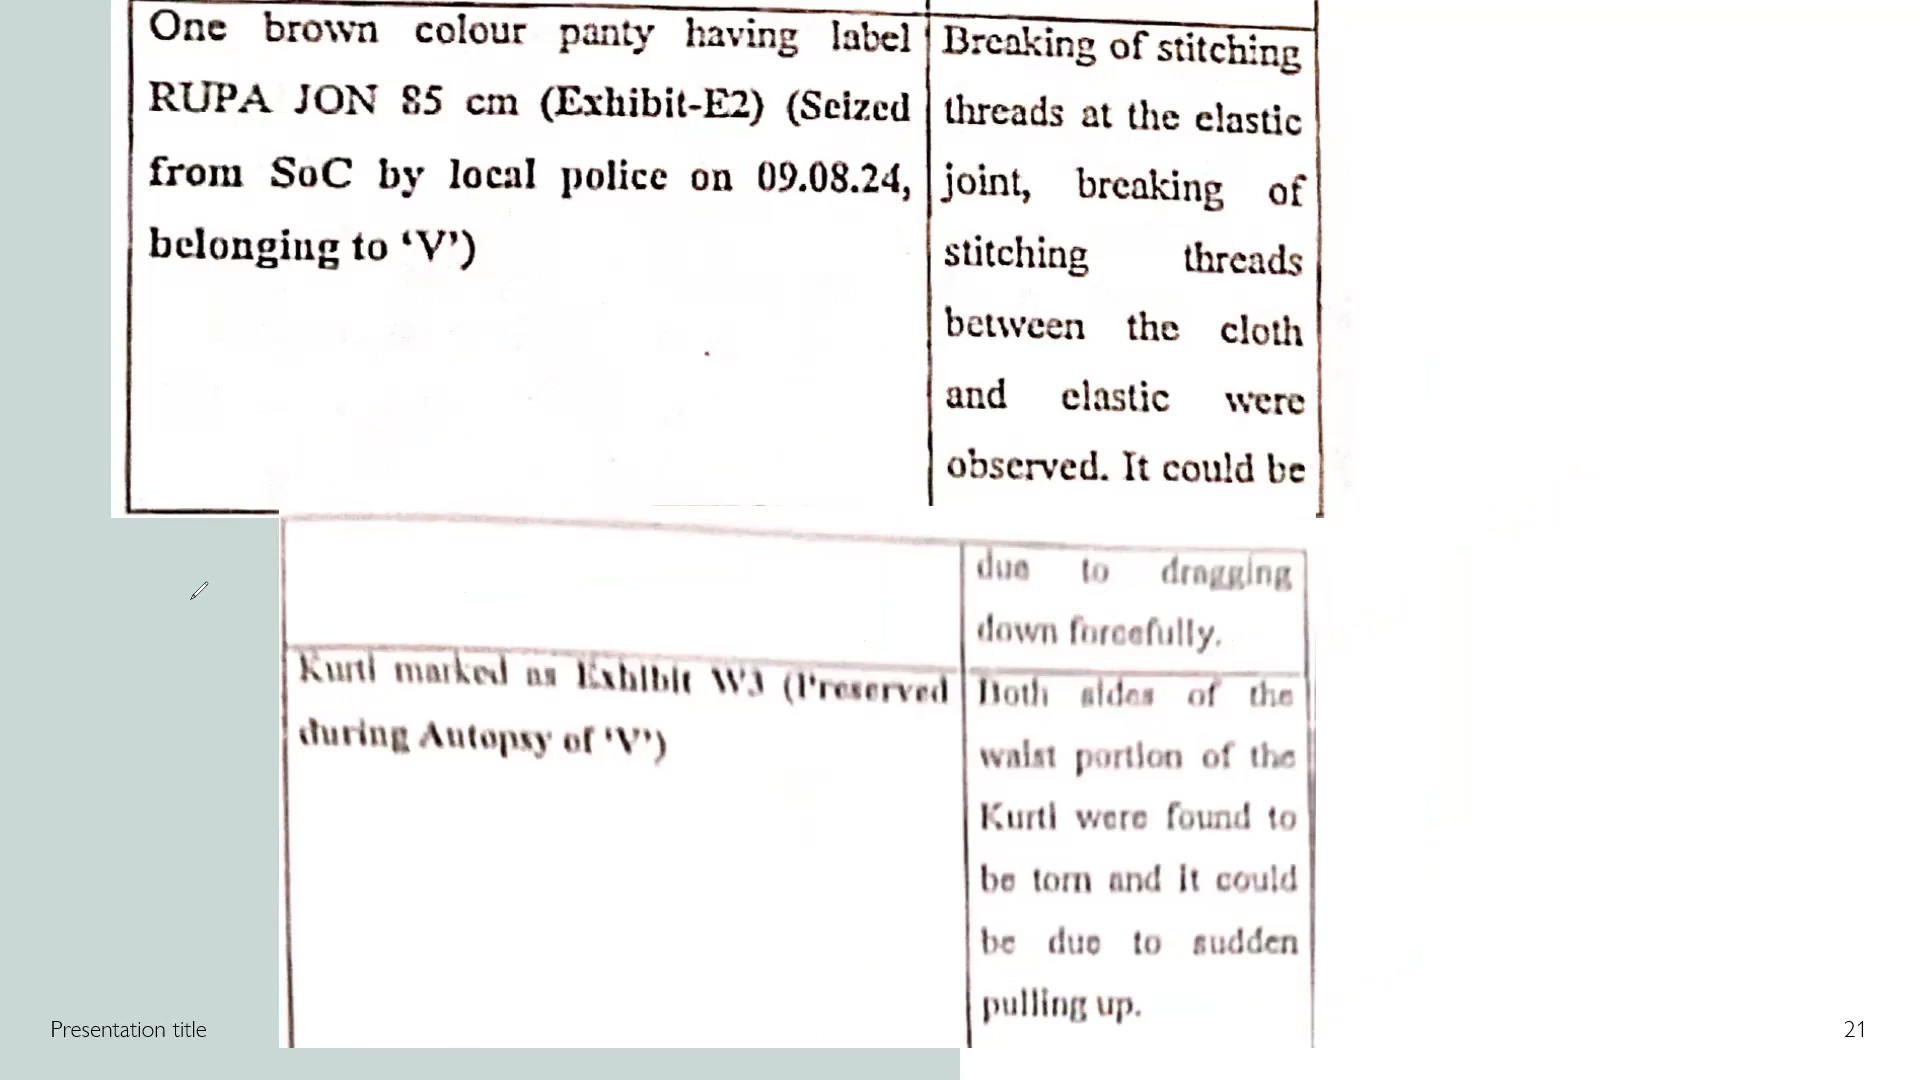 One brown colour panty having label
RUPA JON 85 cm (Exhibit-E2) (Seized
from SoC by local police on 09.08.24,
belonging to ‘V’)
Breaking of stitching
threads at the elastic
joint, breaking of
stitching threads
between the cloth
and elastic were
observed. It could be
due to dragging
down forcefully.
Kurti marked as Exhibit W3 (Preserved
during Autopsy of ‘V’)
Both sides of the
waist portion of the
Kurti were found to
be torn and it could
be due to sudden
pulling up.
Presentation title
21